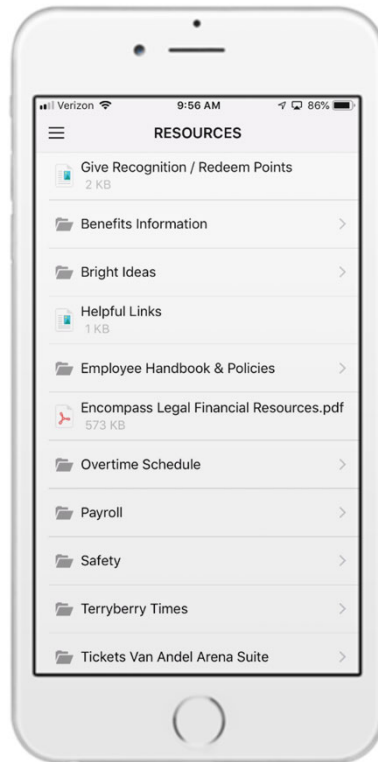 Verizon 9:56 AM 86%
RESOURCES
Give Recognition / Redeem Points
2 KB
Benefits Information
Bright Ideas
Helpful Links
1 KB
Employee Handbook & Policies
Encompass Legal Financial Resources.pdf
573 KB
Overtime Schedule
Payroll
Safety
Terryberry Times
Tickets Van Andel Arena Suite